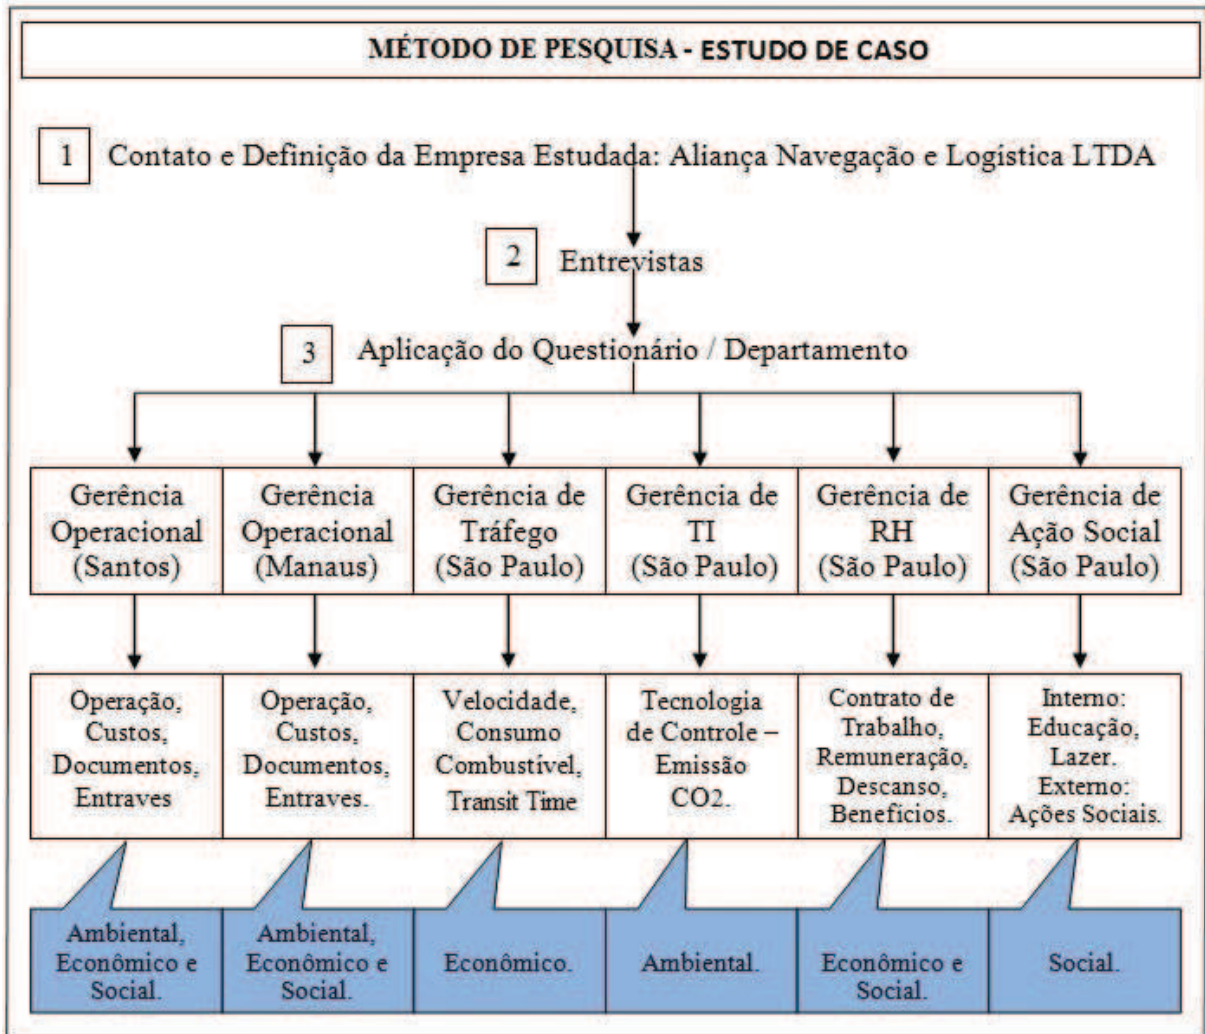 MÉTODO DE PESQUISA - ESTUDO DE CASO
1 Contato e Definição da Empresa Estudada: Aliança Navegação e Logística LTDA
2 Entrevistas
3 Aplicação do Questionário / Departamento
Gerência
Operacional
(Santos)
Gerência
Operacional
(Manaus)
Gerência de
Tráfego
(São Paulo)
Gerência de
TI
(São Paulo)
Gerência de
RH
(São Paulo)
Gerência de
Ação Social
(São Paulo)
Operação,
Custos,
Documentos,
Entraves
Operação,
Custos,
Documentos,
Entraves.
Velocidade,
Consumo
Combustível,
Transit Time
Tecnologia
de Controle –
Emissão
CO2.
Contrato de
Trabalho,
Remuneração,
Descanso,
Benefícios.
Interno:
Educação,
Lazer.
Externo:
Ações Sociais.
Ambiental,
Econômico e
Social.
Ambiental,
Econômico e
Social.
Econômico.
Ambiental.
Econômico e
Social.
Social.